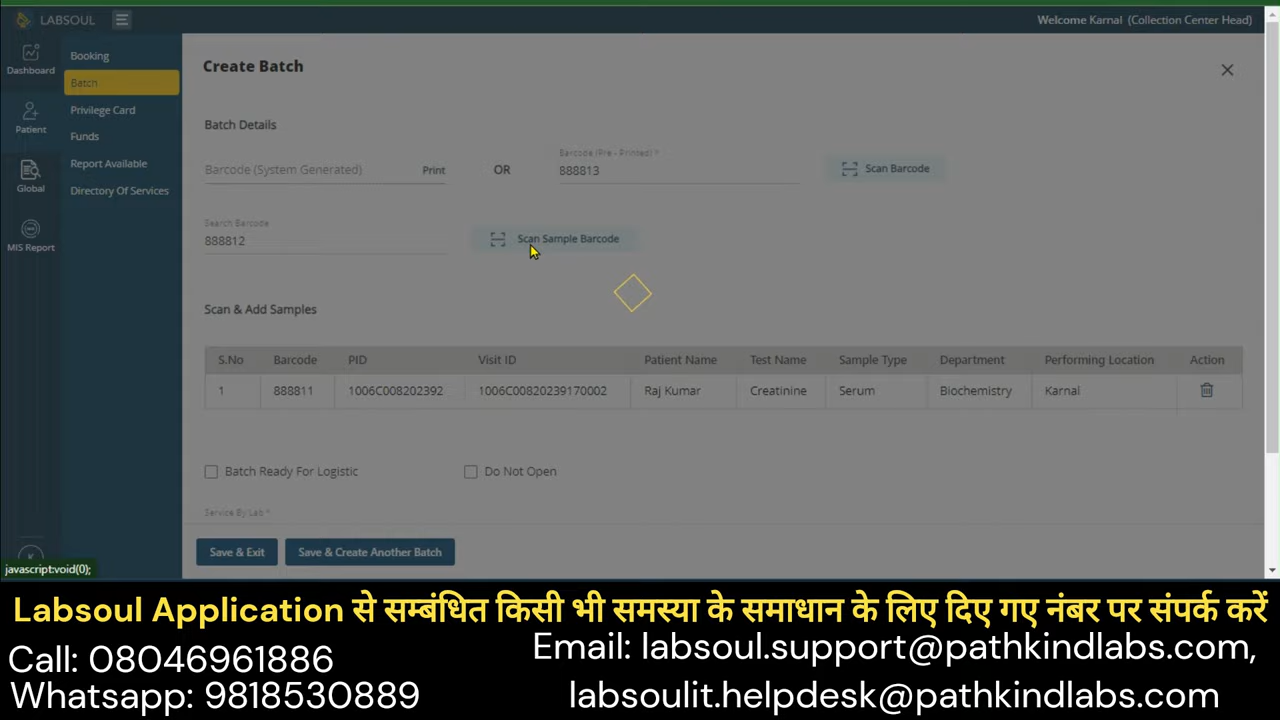 LABSOUL
Welcome Karnal (Collection Center Head)
Dashboard
Patient
Global
MIS Report
Booking
Batch
Privilege Card
Funds
Report Available
Directory Of Services
Create Batch
Batch Details
Barcode (System Generated) Print OR Barcode (Pre - Printed) * Scan Barcode
888813
Search Barcode
888812 Scan Sample Barcode
Scan & Add Samples
S.No Barcode PID Visit ID Patient Name Test Name Sample Type Department Performing Location Action
1 888811 1006C008202392 1006C00820239170002 Raj Kumar Creatinine Serum Biochemistry Karnal
Batch Ready For Logistic Do Not Open
Service By Lab *
Save & Exit Save & Create Another Batch
javascript:void(0);
Labsoul Application से सम्बंधित किसी भी समस्या के समाधान के लिए दिए गए नंबर पर संपर्क करें
Call: 08046961886
Whatsapp: 9818530889
Email: labsoul.support@pathkindlabs.com,
labsoulit.helpdesk@pathkindlabs.com